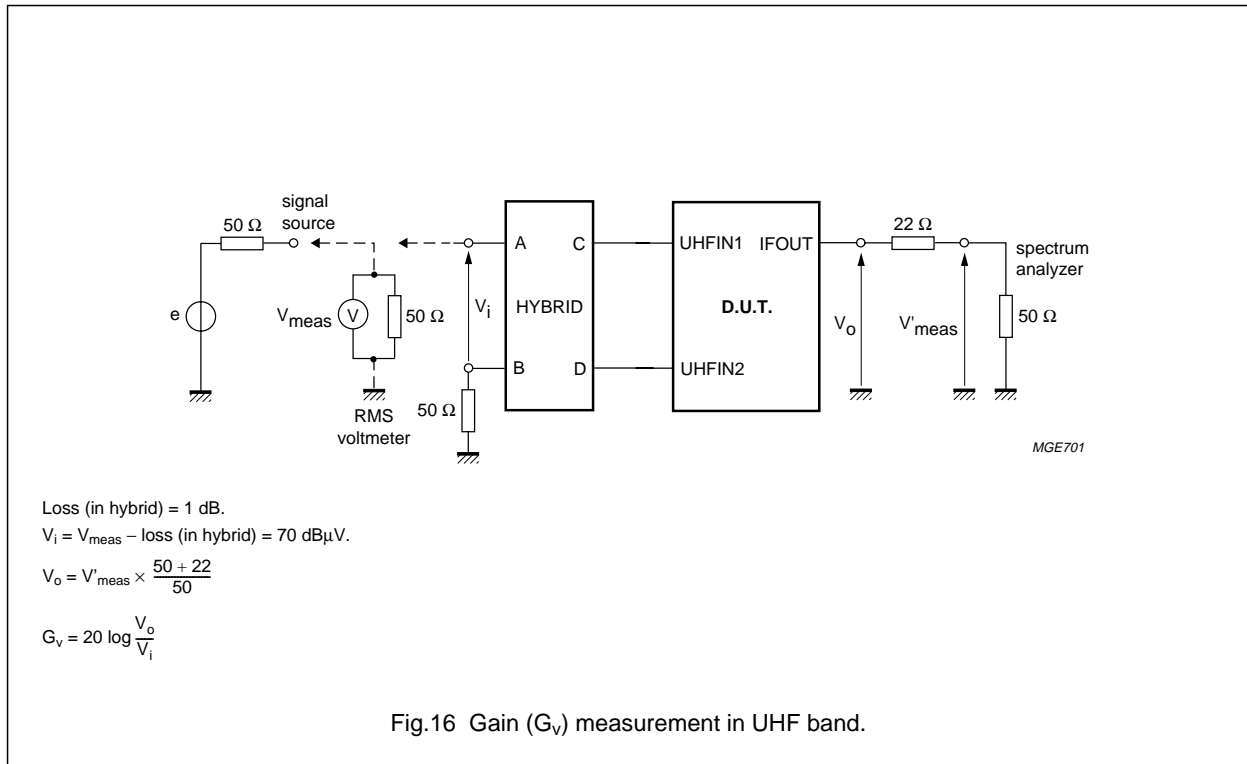 signal
source
50 Ω
e
Vmeas
V
50 Ω
RMS
voltmeter
Vi
50 Ω
A
C
HYBRID
B
D
UHFIN1
IFOUT
D.U.T.
UHFIN2
Vo
22 Ω
V'meas
spectrum
analyzer
50 Ω
MGE701
Loss (in hybrid) = 1 dB.
Vi = Vmeas − loss (in hybrid) = 70 dBµV.
Vo = V'meas × (50 + 22)/50
Gv = 20 log Vo/Vi
Fig.16 Gain (Gv) measurement in UHF band.